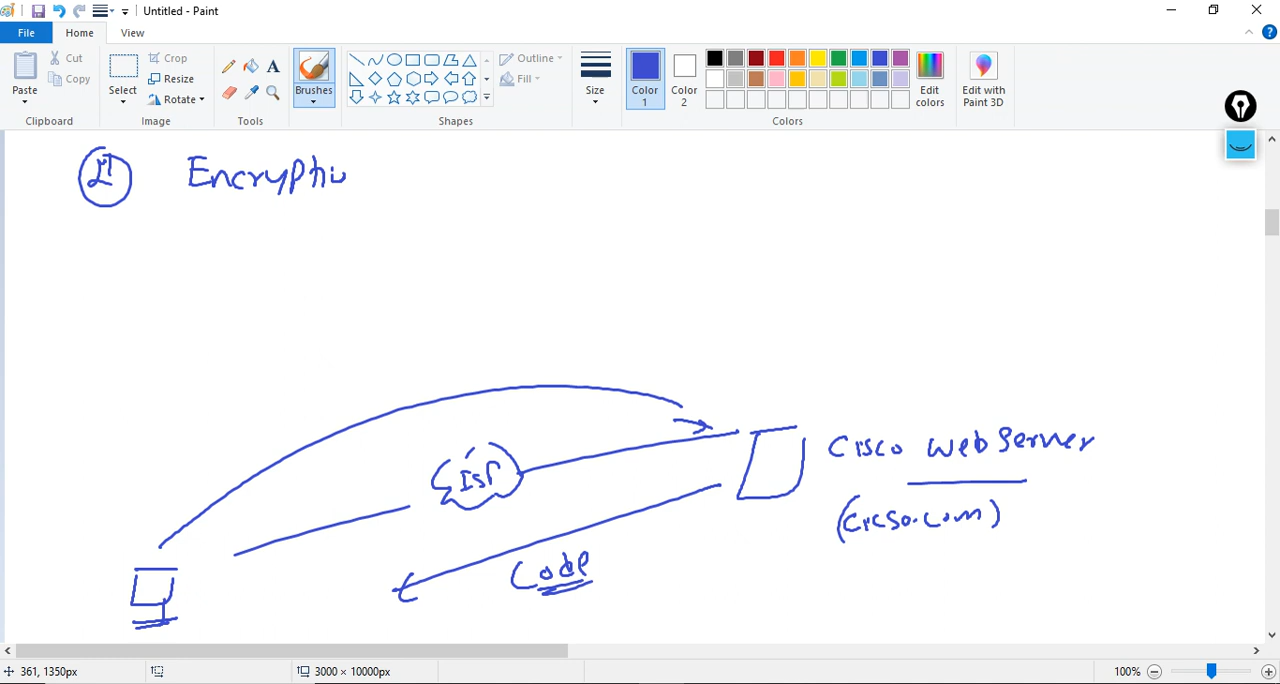 Untitled - Paint
File Home View
Paste
Cut
Copy
Clipboard
Select
Crop
Resize
Rotate
Image
Tools
Brushes
Shapes
Outline
Fill
Size
Color 1
Color 2
Edit colors
Colors
Edit with Paint 3D
Encryptio
ISP
Cisco Web Server
(Circso.com)
Code
361, 1350px
3000 × 10000px
100%